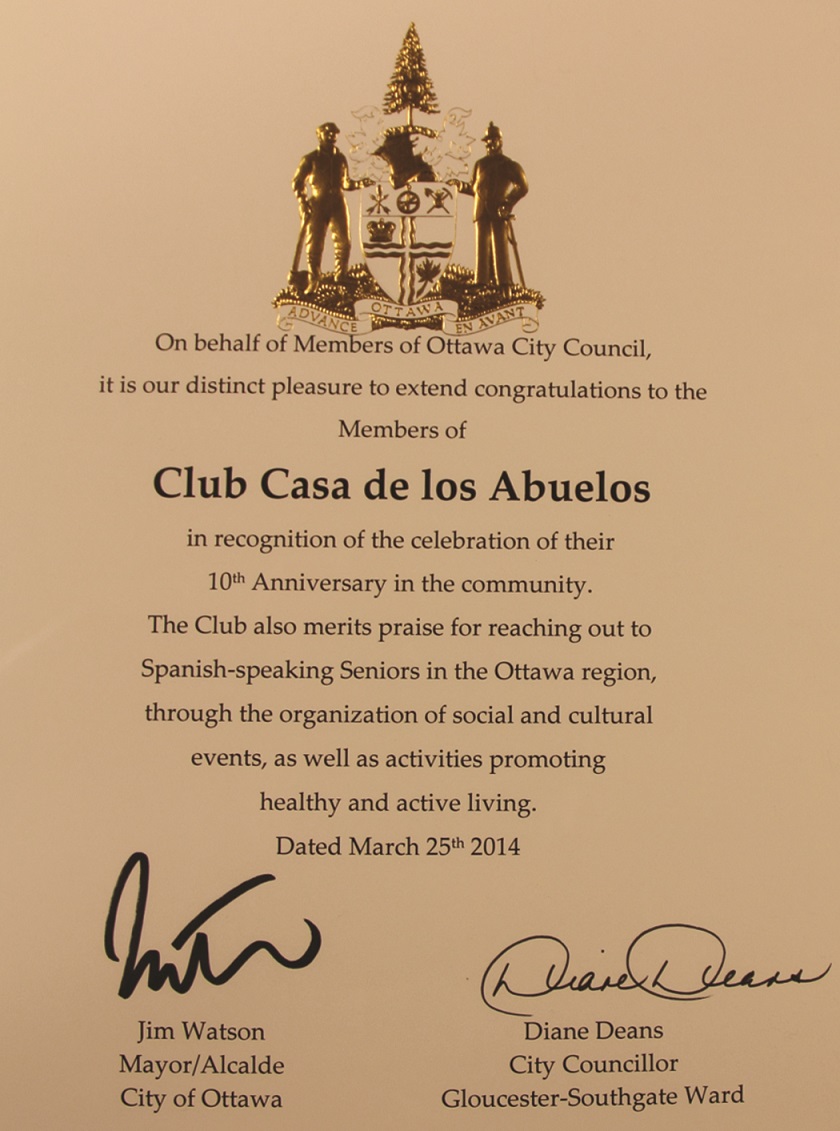 ADVANCE OTTAWA EN AVANT
On behalf of Members of Ottawa City Council,
it is our distinct pleasure to extend congratulations to the
Members of
Club Casa de los Abuelos
in recognition of the celebration of their
10th Anniversary in the community.
The Club also merits praise for reaching out to
Spanish-speaking Seniors in the Ottawa region,
through the organization of social and cultural
events, as well as activities promoting
healthy and active living.
Dated March 25th 2014
Diane Deans
Jim Watson
Mayor/Alcalde
City of Ottawa
Diane Deans
City Councillor
Gloucester-Southgate Ward